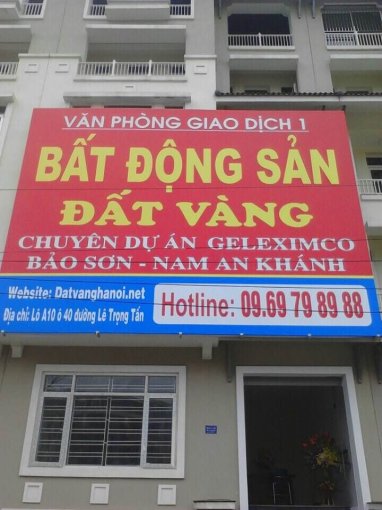 VĂN PHÒNG GIAO DỊCH 1
BẤT ĐỘNG SẢN
ĐẤT VÀNG
CHUYÊN DỰ ÁN GELEXIMCO
BẢO SƠN - NAM AN KHÁNH
Website: Datvanghanoi.net
Địa chỉ: Lô A10 ô 40 đường Lê Trọng Tấn
Hotline: 09.69 79 89 88